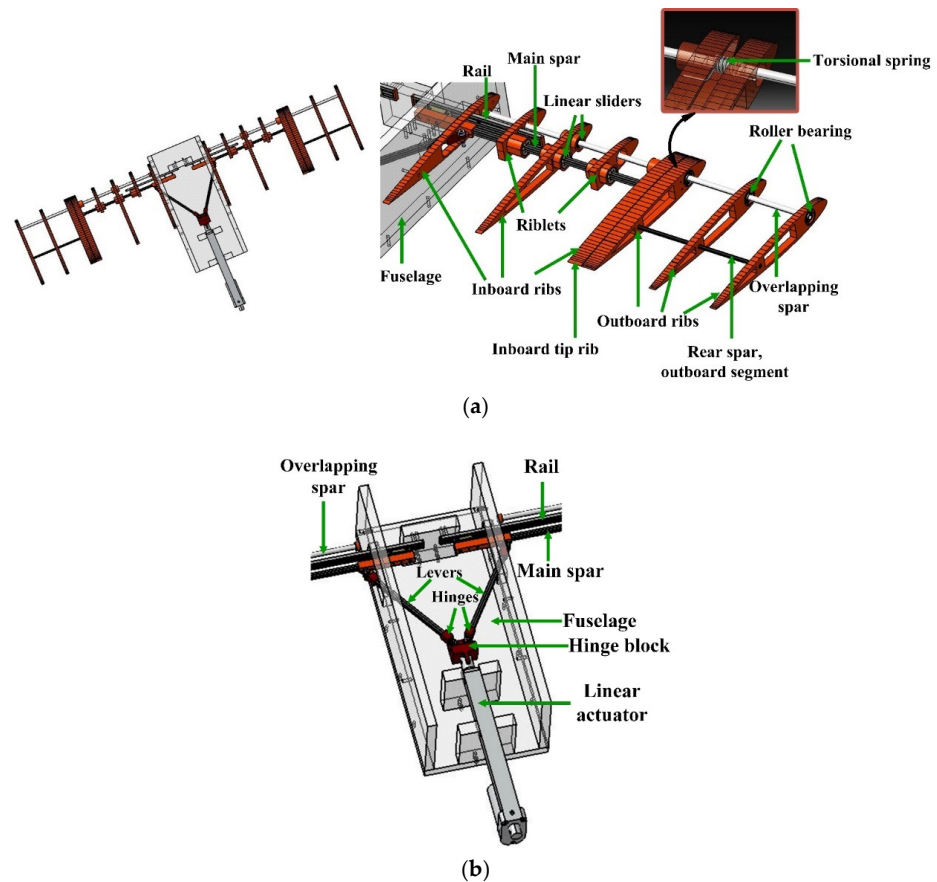 (a)
Torsional spring
Main spar
Rail
Linear sliders
Roller bearing
Riblets
Fuselage
Inboard ribs
Overlapping
spar
Outboard ribs
Inboard tip rib
Rear spar,
outboard segment
(a)
Overlapping
spar
Rail
Main spar
Levers
Hinges
Fuselage
Hinge block
Linear
actuator
(b)